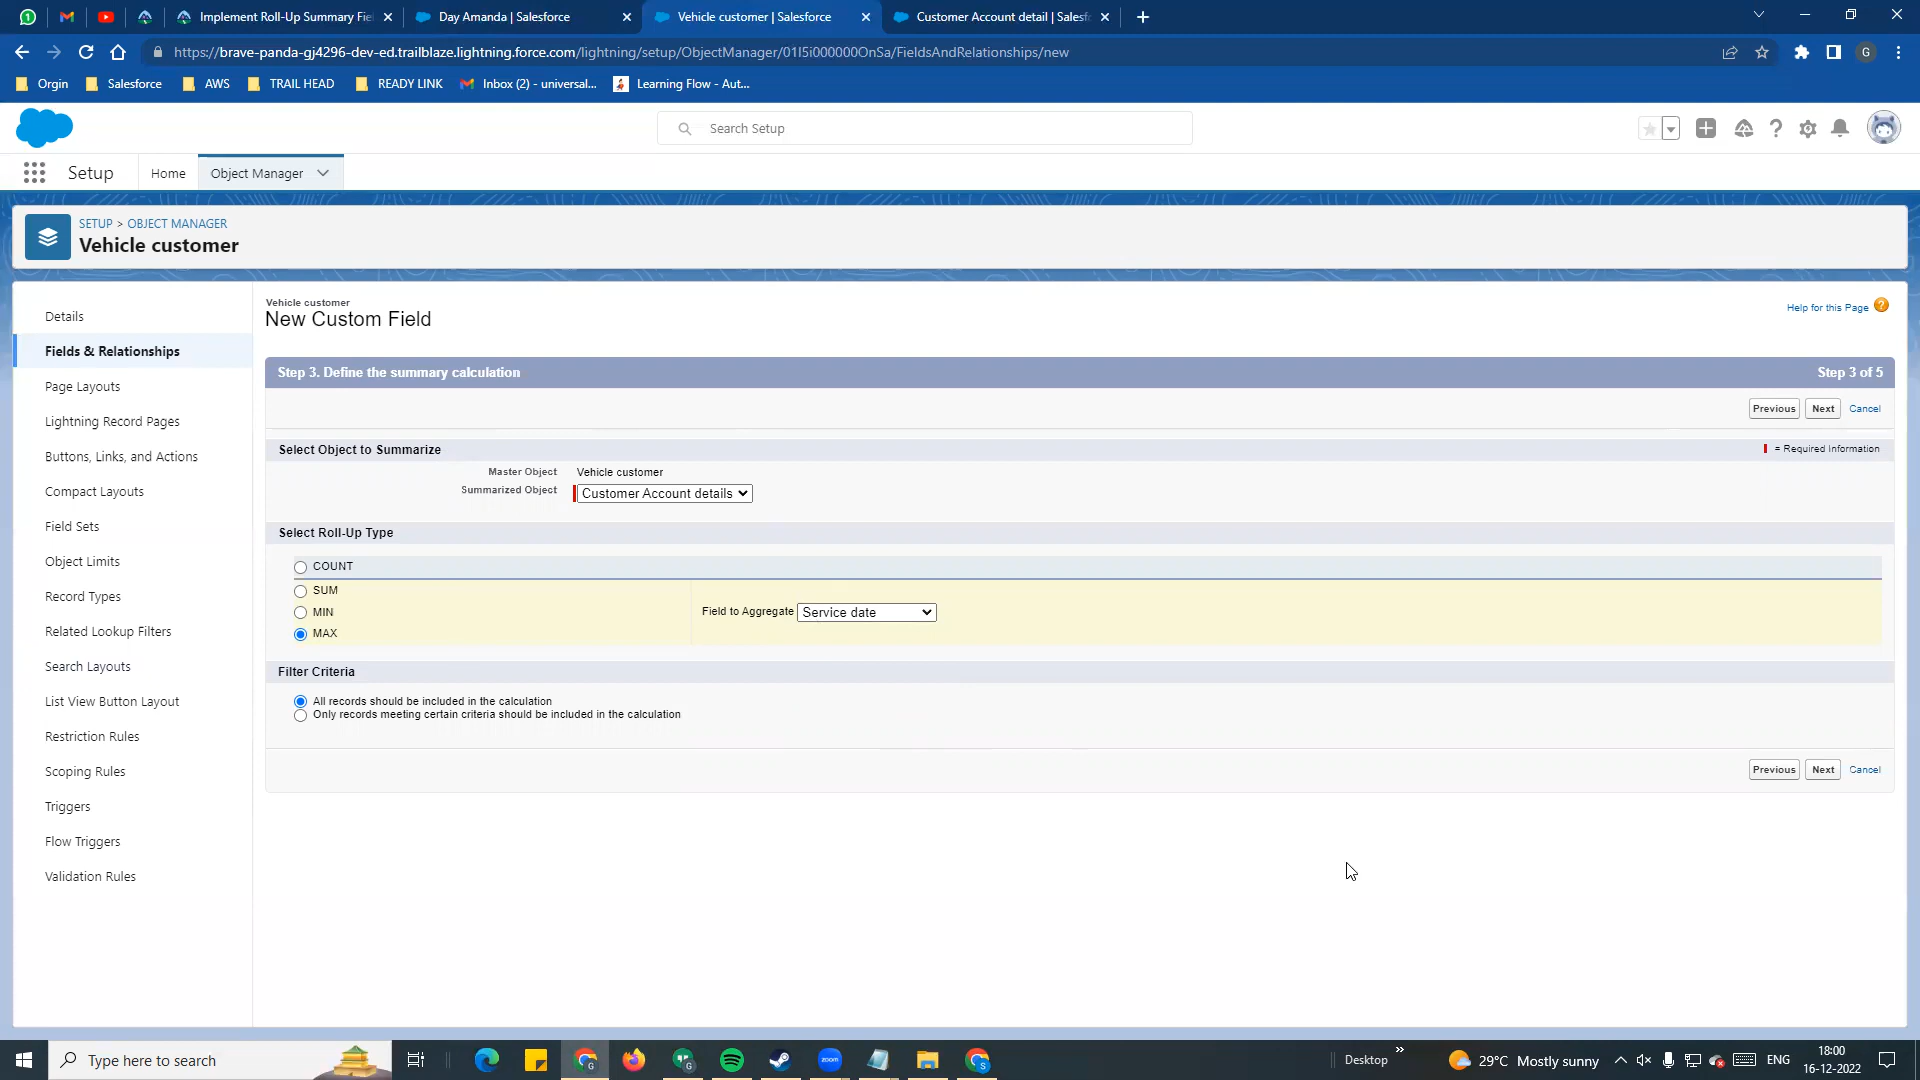 Implement Roll-Up Summary Fie
Day Amanda | Salesforce
Vehicle customer | Salesforce
Customer Account detail | Salesf
https://brave-panda-gj4296-dev-ed.trailblaze.lightning.force.com/lightning/setup/ObjectManager/01I5i000000OnSa/FieldsAndRelationships/new
G
Orgin
Salesforce
AWS
TRAIL HEAD
READY LINK
Inbox (2) - universal...
Learning Flow - Aut...
Search Setup
Setup
Home
Object Manager
SETUP > OBJECT MANAGER
Vehicle customer
Details
Fields & Relationships
Page Layouts
Lightning Record Pages
Buttons, Links, and Actions
Compact Layouts
Field Sets
Object Limits
Record Types
Related Lookup Filters
Search Layouts
List View Button Layout
Restriction Rules
Scoping Rules
Triggers
Flow Triggers
Validation Rules
Vehicle customer
New Custom Field
Help for this Page
Step 3. Define the summary calculation
Step 3 of 5
Previous
Next
Cancel
Select Object to Summarize
= Required Information
Master Object
Vehicle customer
Summarized Object
Customer Account details
Select Roll-Up Type
COUNT
SUM
MIN
MAX
Field to Aggregate
Service date
Filter Criteria
All records should be included in the calculation
Only records meeting certain criteria should be included in the calculation
Previous
Next
Cancel
Type here to search
zoom
Desktop
29°C Mostly sunny
ENG
18:00
16-12-2022